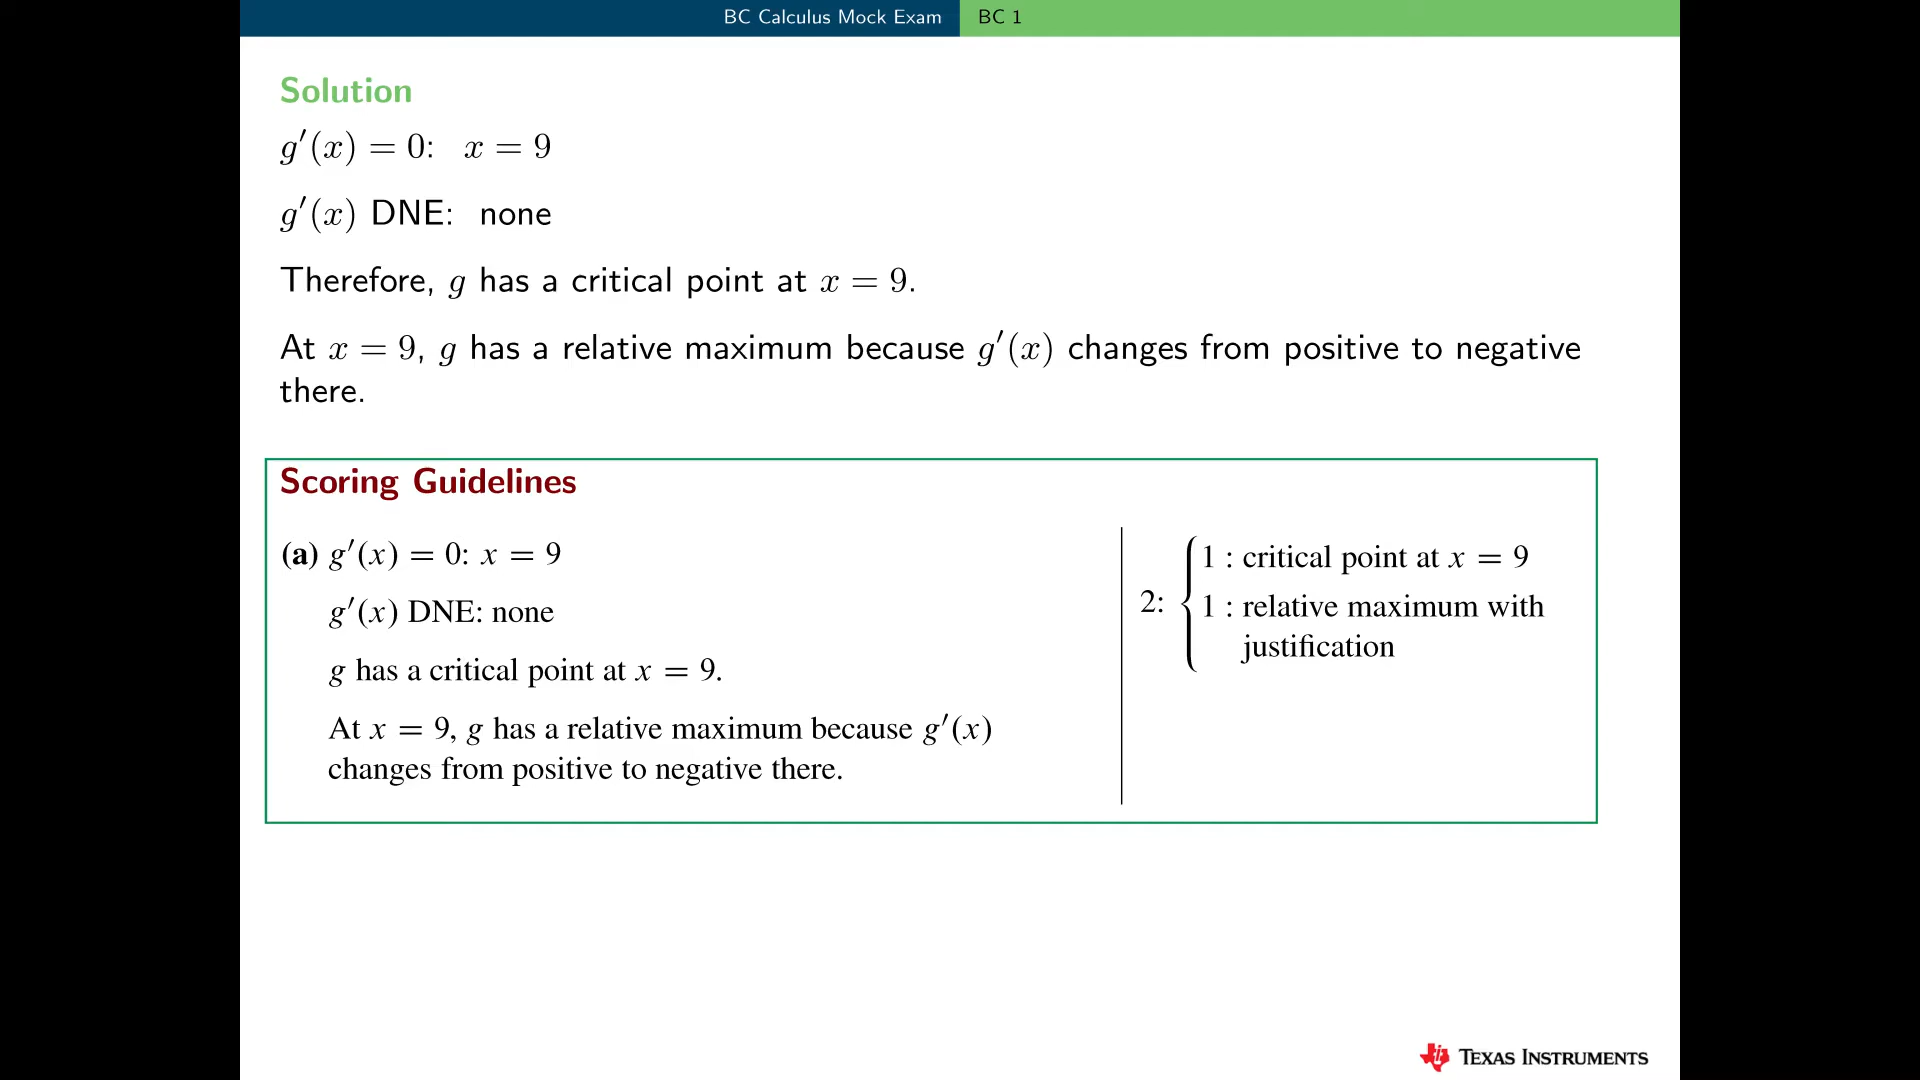 BC Calculus Mock Exam BC 1
Solution
g′(x) = 0: x = 9
g′(x) DNE: none
Therefore, g has a critical point at x = 9.
At x = 9, g has a relative maximum because g′(x) changes from positive to negative
there.
Scoring Guidelines
(a) g′(x) = 0: x = 9
g′(x) DNE: none
g has a critical point at x = 9.
At x = 9, g has a relative maximum because g′(x)
changes from positive to negative there.
2: { 1 : critical point at x = 9
1 : relative maximum with
justification
TEXAS INSTRUMENTS